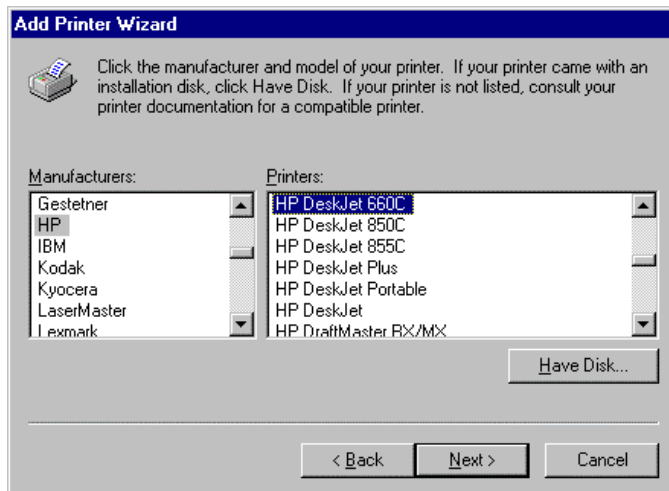 Add Printer Wizard
Click the manufacturer and model of your printer. If your printer came with an
installation disk, click Have Disk. If your printer is not listed, consult your
printer documentation for a compatible printer.
Manufacturers:
Gestetner
HP
IBM
Kodak
Kyocera
LaserMaster
Lexmark
Printers:
HP DeskJet 660C
HP DeskJet 850C
HP DeskJet 855C
HP DeskJet Plus
HP DeskJet Portable
HP DeskJet
HP DraftMaster RX/MX
Have Disk...
< Back
Next >
Cancel